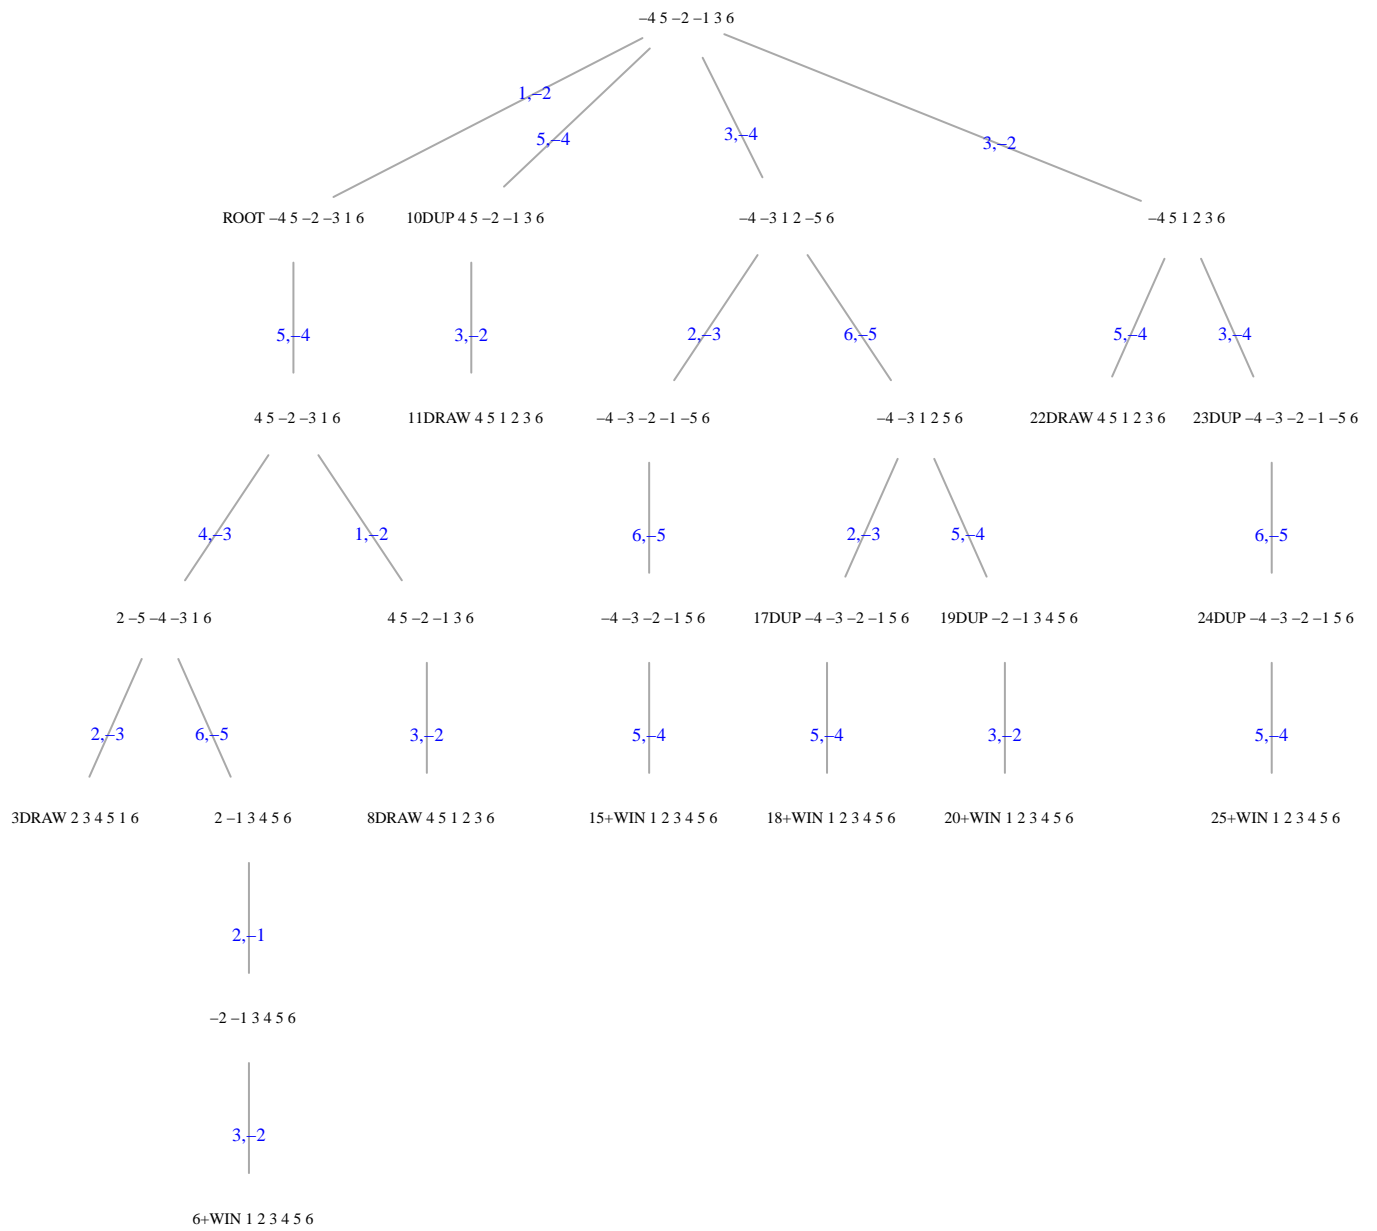 −4 5 −2 −1 3 6
1,−2
5,−4
3,−4
3,−2
ROOT −4 5 −2 −3 1 6
10DUP 4 5 −2 −1 3 6
−4 −3 1 2 −5 6
−4 5 1 2 3 6
5,−4
3,−2
2,−3
6,−5
5,−4
3,−4
4 5 −2 −3 1 6
11DRAW 4 5 1 2 3 6
−4 −3 −2 −1 −5 6
−4 −3 1 2 5 6
22DRAW 4 5 1 2 3 6
23DUP −4 −3 −2 −1 −5 6
4,−3
1,−2
6,−5
2,−3
5,−4
6,−5
2 −5 −4 −3 1 6
4 5 −2 −1 3 6
−4 −3 −2 −1 5 6
17DUP −4 −3 −2 −1 5 6
19DUP −2 −1 3 4 5 6
24DUP −4 −3 −2 −1 5 6
2,−3
6,−5
3,−2
5,−4
5,−4
3,−2
5,−4
3DRAW 2 3 4 5 1 6
2 −1 3 4 5 6
8DRAW 4 5 1 2 3 6
15+WIN 1 2 3 4 5 6
18+WIN 1 2 3 4 5 6
20+WIN 1 2 3 4 5 6
25+WIN 1 2 3 4 5 6
2,−1
−2 −1 3 4 5 6
3,−2
6+WIN 1 2 3 4 5 6